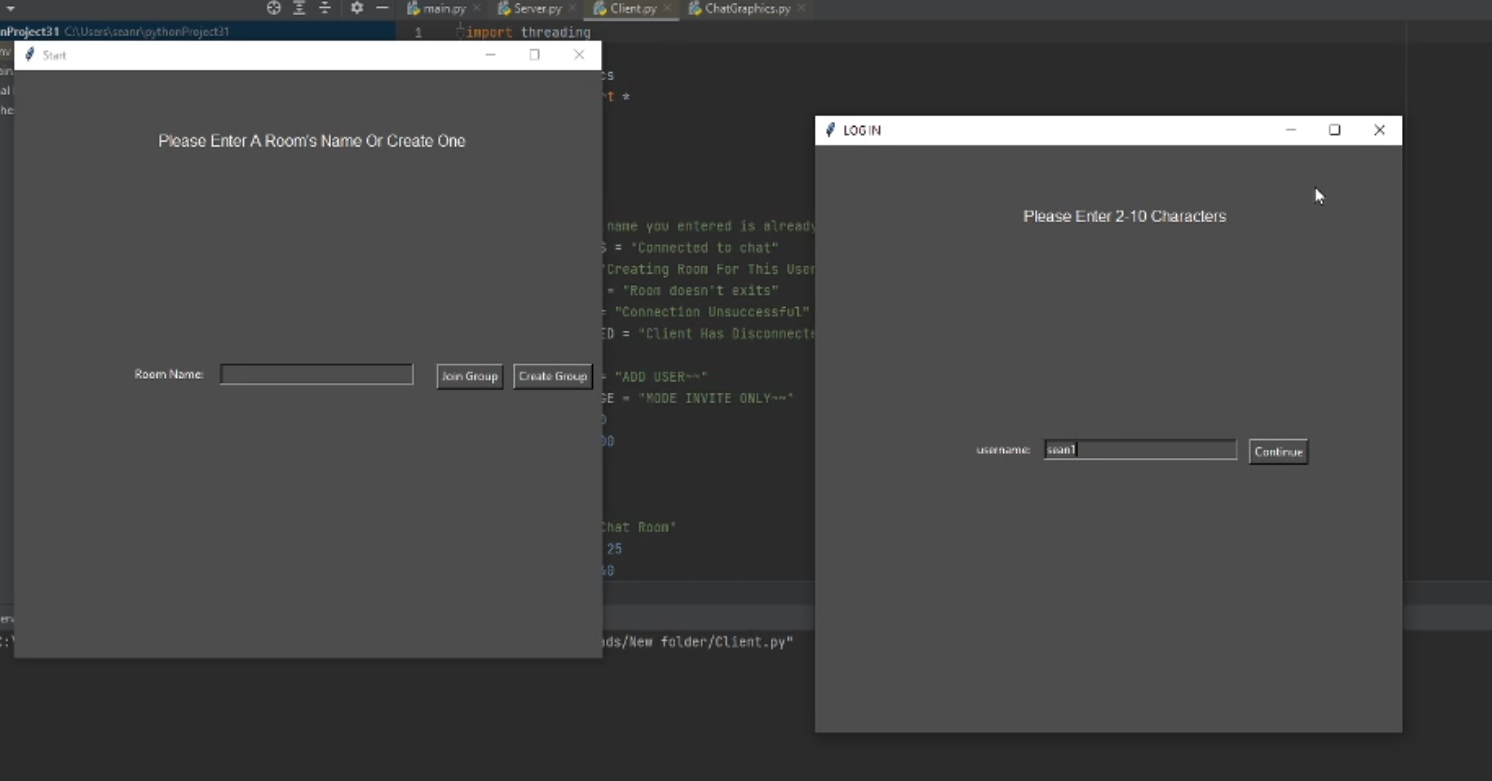 main.py Server.py Client.py ChatGraphics.py
nProject31 C:\Users\seanr\pythonProject31
1 import threading
Start
cs
rt *
Please Enter A Room's Name Or Create One
LOGIN
Please Enter 2-10 Characters
name you entered is already
S = "Connected to chat"
"Creating Room For This User
= "Room doesn't exits"
= "Connection Unsuccessful"
ED = "Client Has Disconnecte
Room Name: Join Group Create Group
= "ADD USER~~"
GE = "MODE INVITE ONLY~~"
0
00
username: sean1 Continue
Chat Room"
25
40
ds/New folder/Client.py"